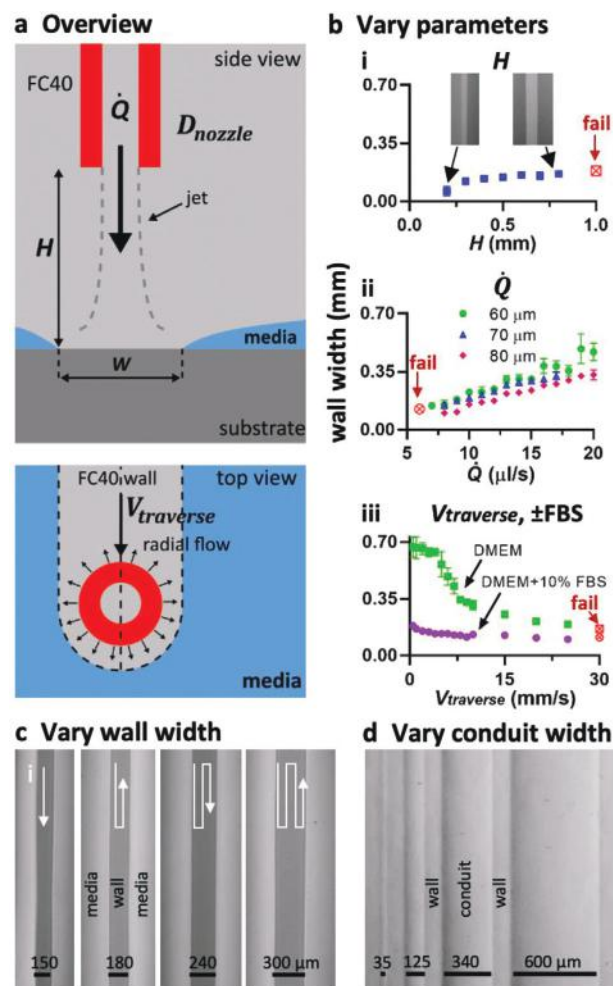 a Overview
side view
FC40
Q̇
D_nozzle
jet
H
media
w
substrate
FC40 wall
top view
V_traverse
radial flow
media
b Vary parameters
i
H
fail
0.70
0.35
0.00
0.0
0.5
1.0
H (mm)
wall width (mm)
ii
Q̇
60 μm
70 μm
80 μm
fail
0.70
0.35
0.00
5
10
15
20
Q̇ (μl/s)
iii
V_traverse, ±FBS
DMEM
DMEM+10% FBS
fail
0.70
0.35
0.00
0
15
30
V_traverse mm/s
c Vary wall width
i
media
wall
media
150
180
240
300 μm
d Vary conduit width
wall
conduit
wall
35
125
340
600 μm